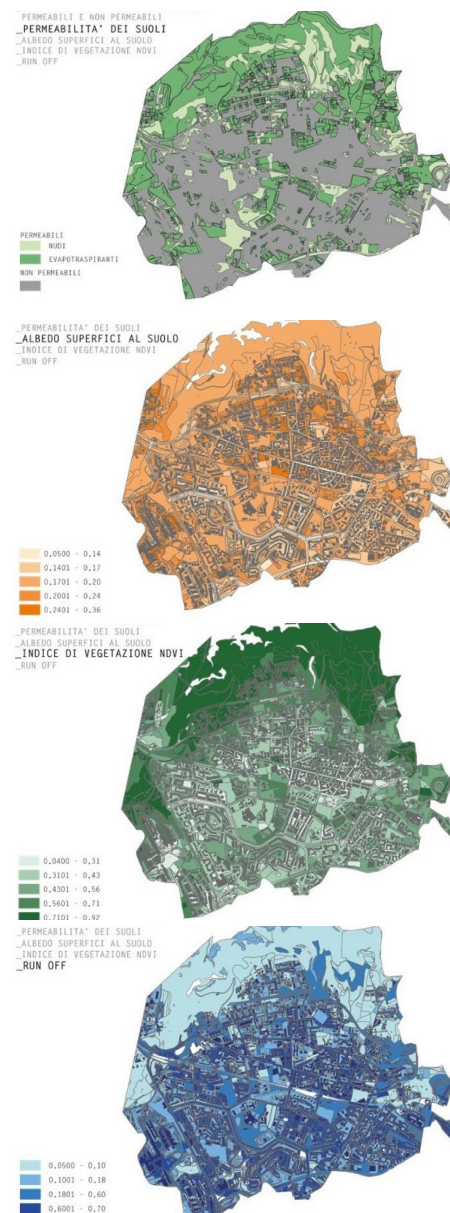 _PERMEABILI E NON PERMEABILI
_PERMEABILITA' DEI SUOLI
_ALBEDO SUPERFICI AL SUOLO
_INDICE DI VEGETAZIONE NDVI
_RUN OFF
PERMEABILI
NUDI
EVAPOTRASPIRANTI
NON PERMEABILI
_PERMEABILITA' DEI SUOLI
_ALBEDO SUPERFICI AL SUOLO
_INDICE DI VEGETAZIONE NDVI
_RUN OFF
0,0500 - 0,14
0,1401 - 0,17
0,1701 - 0,20
0,2001 - 0,24
0,2401 - 0,36
_PERMEABILITA' DEI SUOLI
_ALBEDO SUPERFICI AL SUOLO
_INDICE DI VEGETAZIONE NDVI
_RUN OFF
0,0400 - 0,31
0,3101 - 0,43
0,4301 - 0,56
0,5601 - 0,71
0,7101 - 0,92
_PERMEABILITA' DEI SUOLI
_ALBEDO SUPERFICI AL SUOLO
_INDICE DI VEGETAZIONE NDVI
_RUN OFF
0,0500 - 0,10
0,1001 - 0,18
0,1801 - 0,60
0,6001 - 0,70